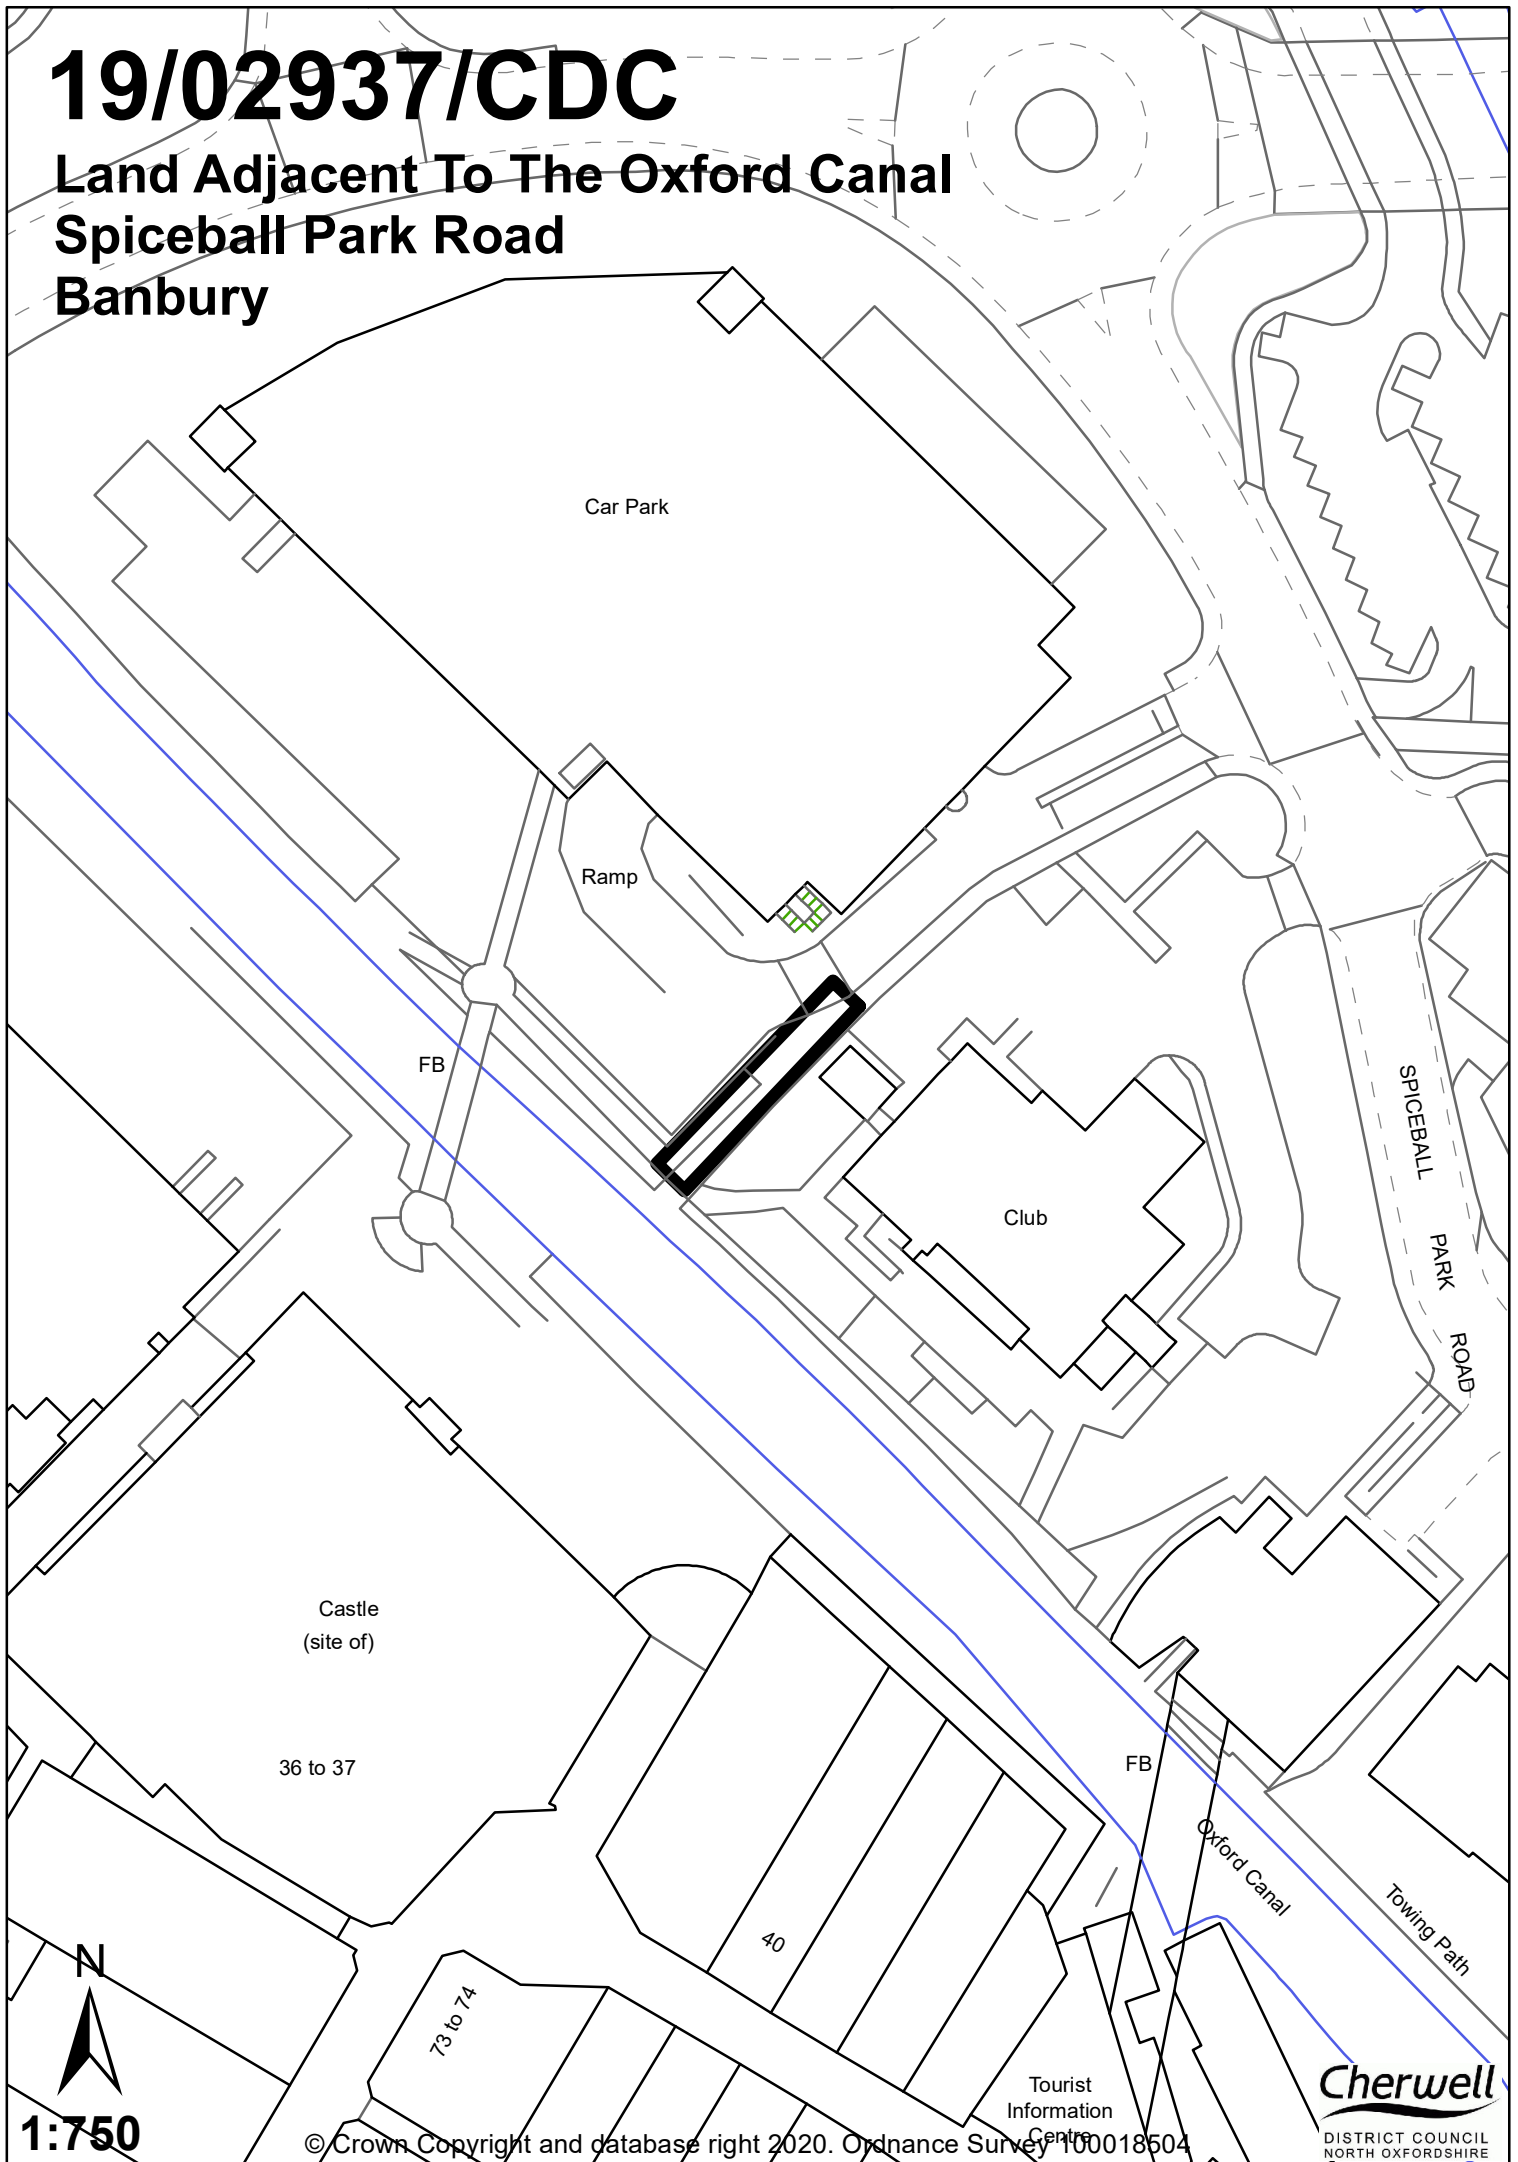 19/02937/CDC
Land Adjacent To The Oxford Canal
Spiceball Park Road
Banbury
Car Park
Ramp
FB
SPICEBALL
PARK
ROAD
Club
Castle
(site of)
36 to 37
FB
Oxford Canal
Towing Path
40
73 to 74
N
Tourist
Information
Centre
1:750
© Crown Copyright and database right 2020. Ordnance Survey 100018504
Cherwell
DISTRICT COUNCIL
NORTH OXFORDSHIRE